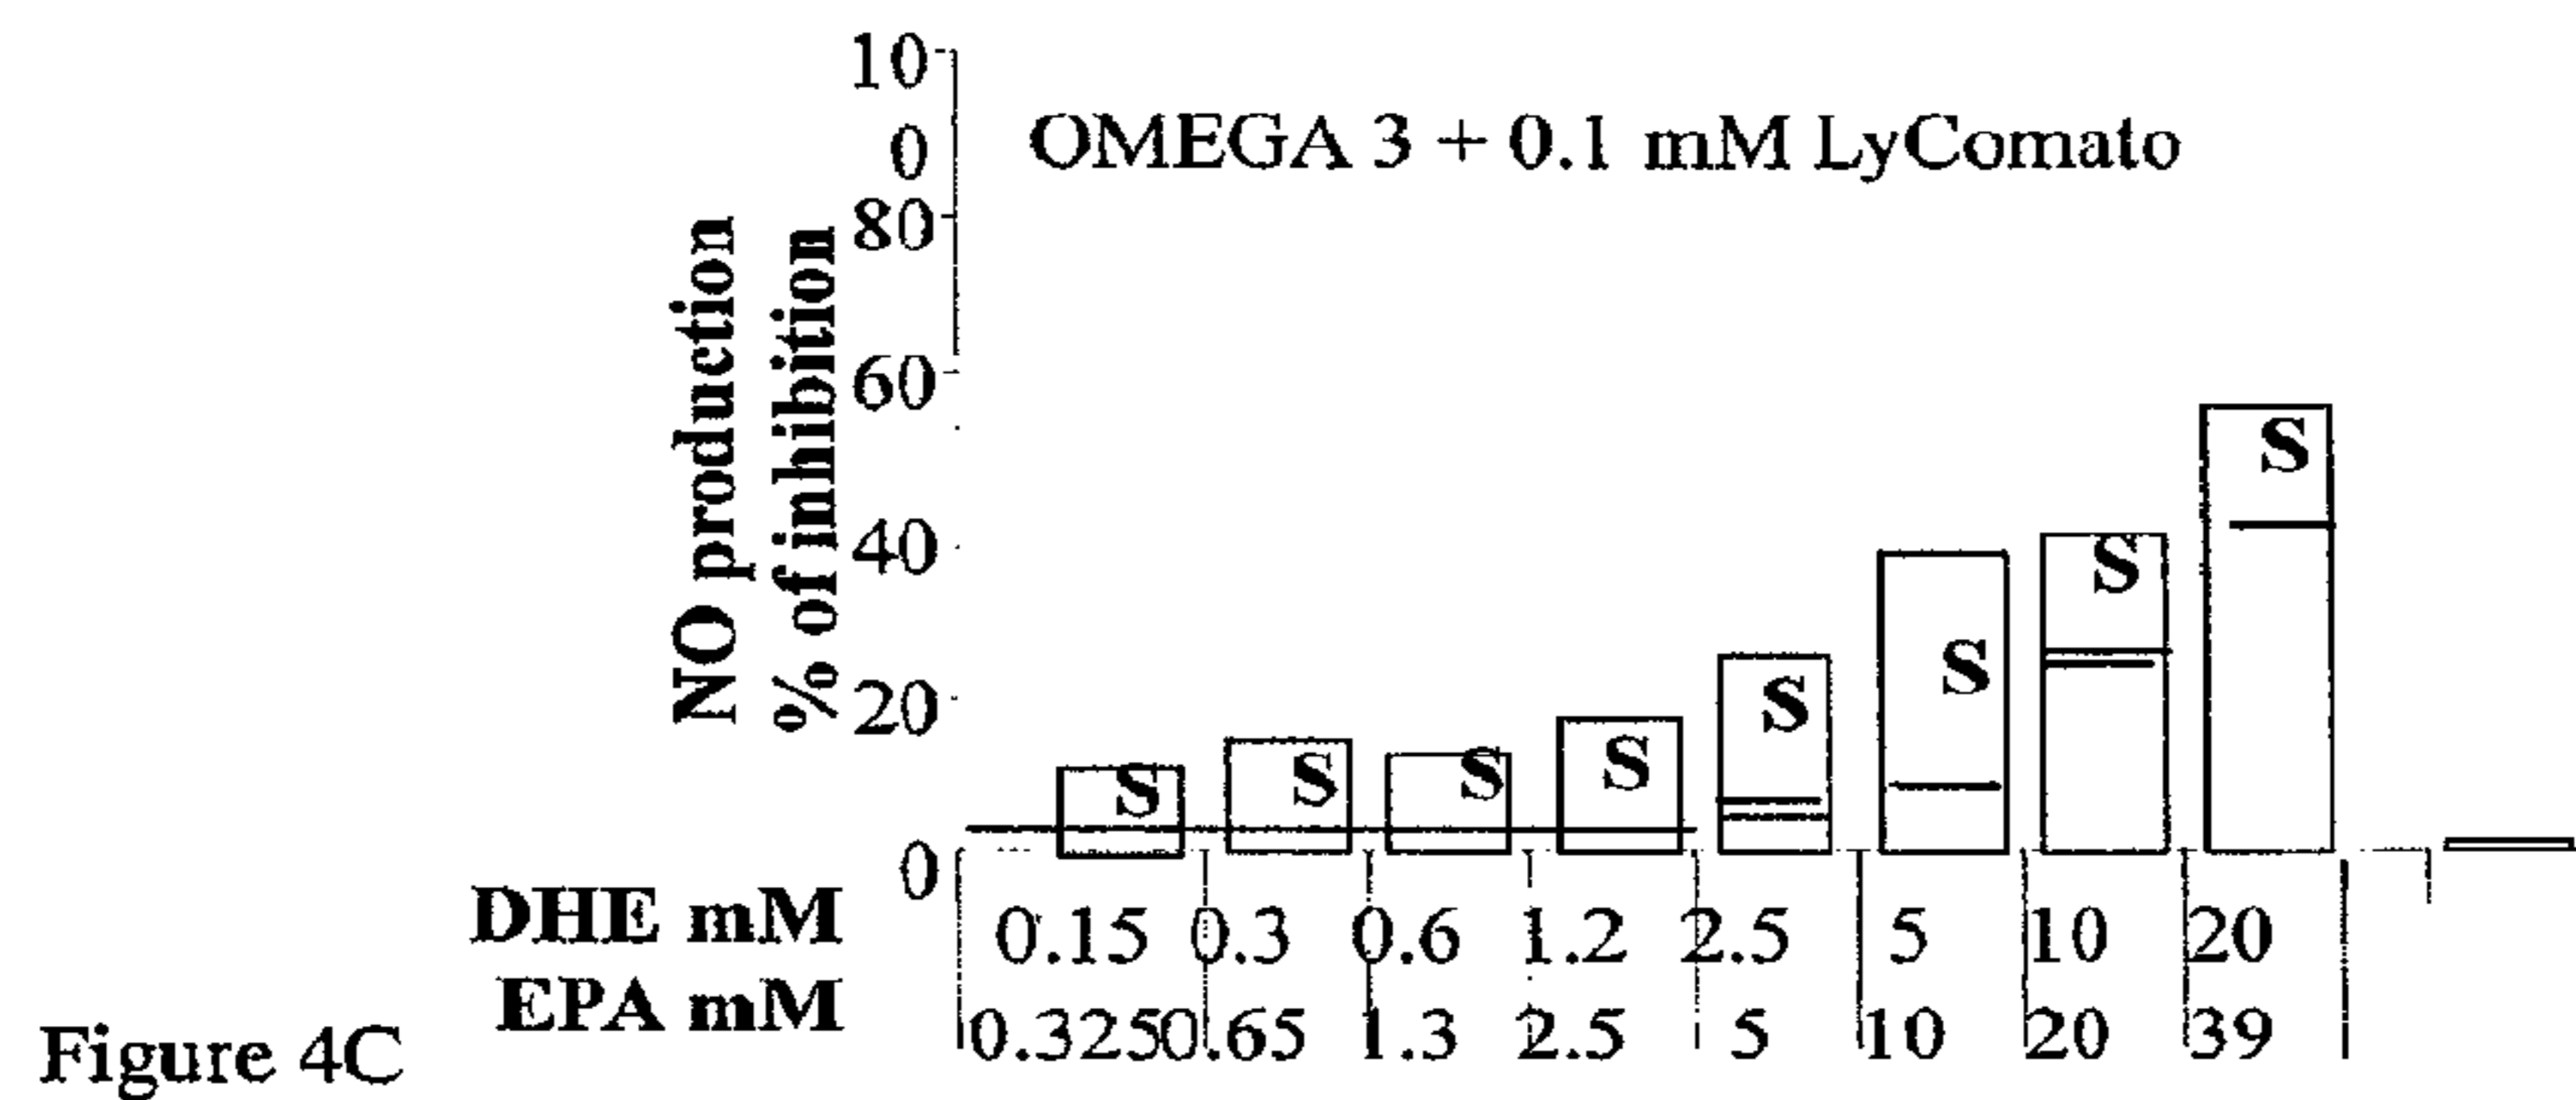 10
0
OMEGA 3 + 0.1 mM LyComato
80
60
40
20
0
NO production
% of inhibition
S S S S S S S S
DHE mM 0.15 0.3 0.6 1.2 2.5 5 10 20
EPA mM 0.325 0.65 1.3 2.5 5 10 20 39
Figure 4C